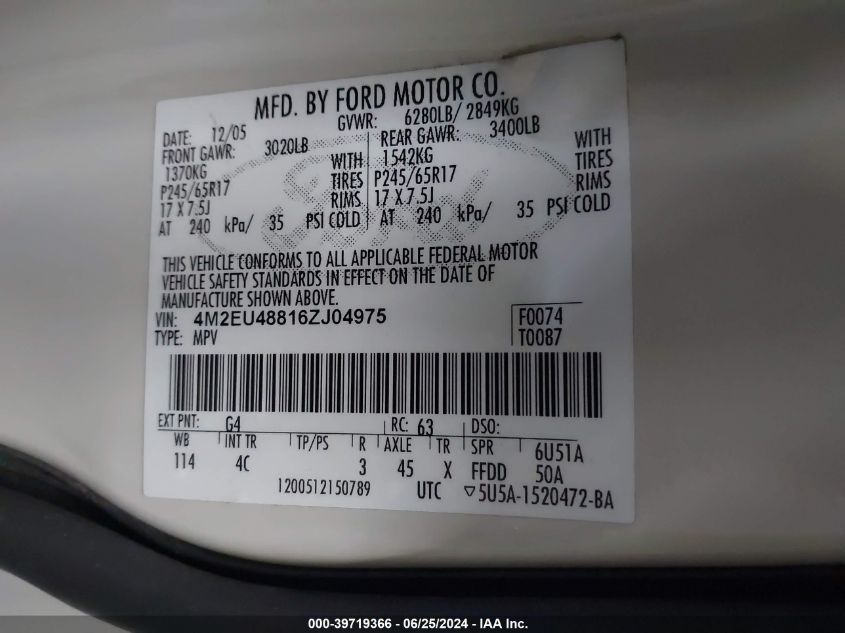 MFD. BY FORD MOTOR CO.
DATE: 12/05 GVWR: 6280LB/ 2849KG
FRONT GAWR: 3020LB REAR GAWR: 3400LB
1370KG WITH 1542KG WITH
P245/65R17 TIRES P245/65R17 TIRES
17 X 7.5J RIMS 17 X 7.5J RIMS
AT 240 kPa/ 35 PSI COLD AT 240 kPa/ 35 PSI COLD
THIS VEHICLE CONFORMS TO ALL APPLICABLE FEDERAL MOTOR
VEHICLE SAFETY STANDARDS IN EFFECT ON THE DATE OF
MANUFACTURE SHOWN ABOVE.
VIN: 4M2EU48816ZJ04975 F0074
TYPE: MPV T0087
EXT PNT: G4 RC: 63 DSO:
WB INT TR TP/PS R AXLE TR SPR 6U51A
114 4C 3 45 X FFDD 50A
1200512150789 UTC ▽5U5A-1520472-BA
000-39719366 - 06/25/2024 - IAA Inc.